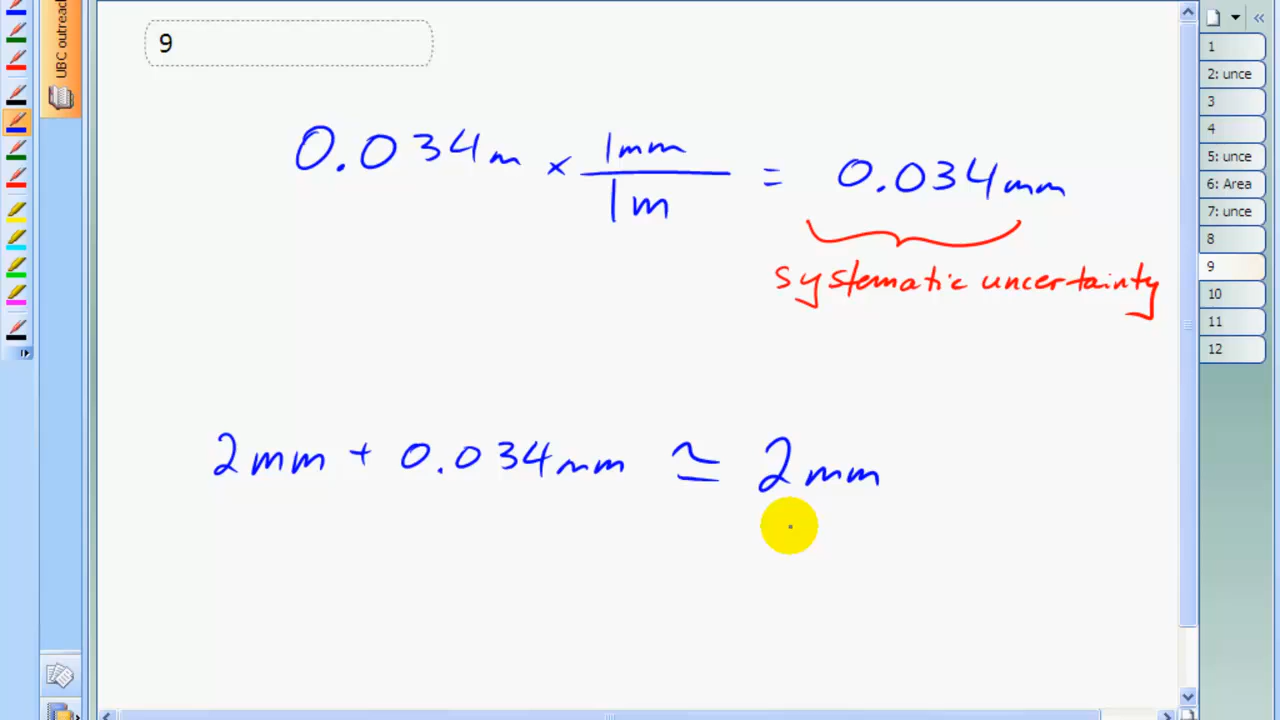 UBC outreach
9
0.034m × 1mm / 1m = 0.034mm
systematic uncertainty
2mm + 0.034mm ≃ 2mm
1
2: unce
3
4
5: unce
6: Area
7: unce
8
9
10
11
12